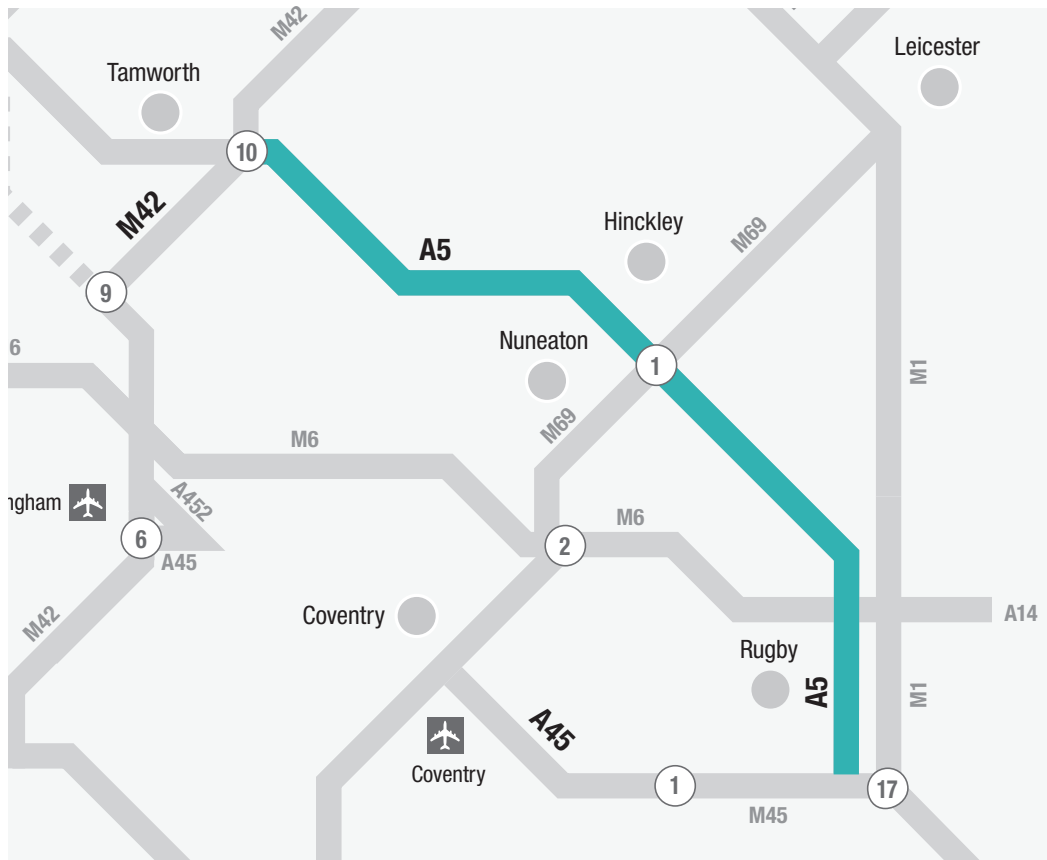 M42
Leicester
Tamworth
10
M42
Hinckley
M69
A5
9
Nuneaton
6
1
M1
M69
M6
A452
ngham
M6
6
2
A45
Coventry
A14
M42
Rugby
A5
M1
A45
Coventry
1
17
M45